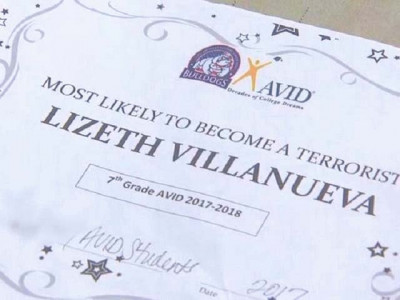 BULLDOGS
AVID®
Decades of College Dreams
MOST LIKELY TO BECOME A TERRORIST
LIZETH VILLANUEVA
7th Grade AVID 2017-2018
AVID Students
2017
Date